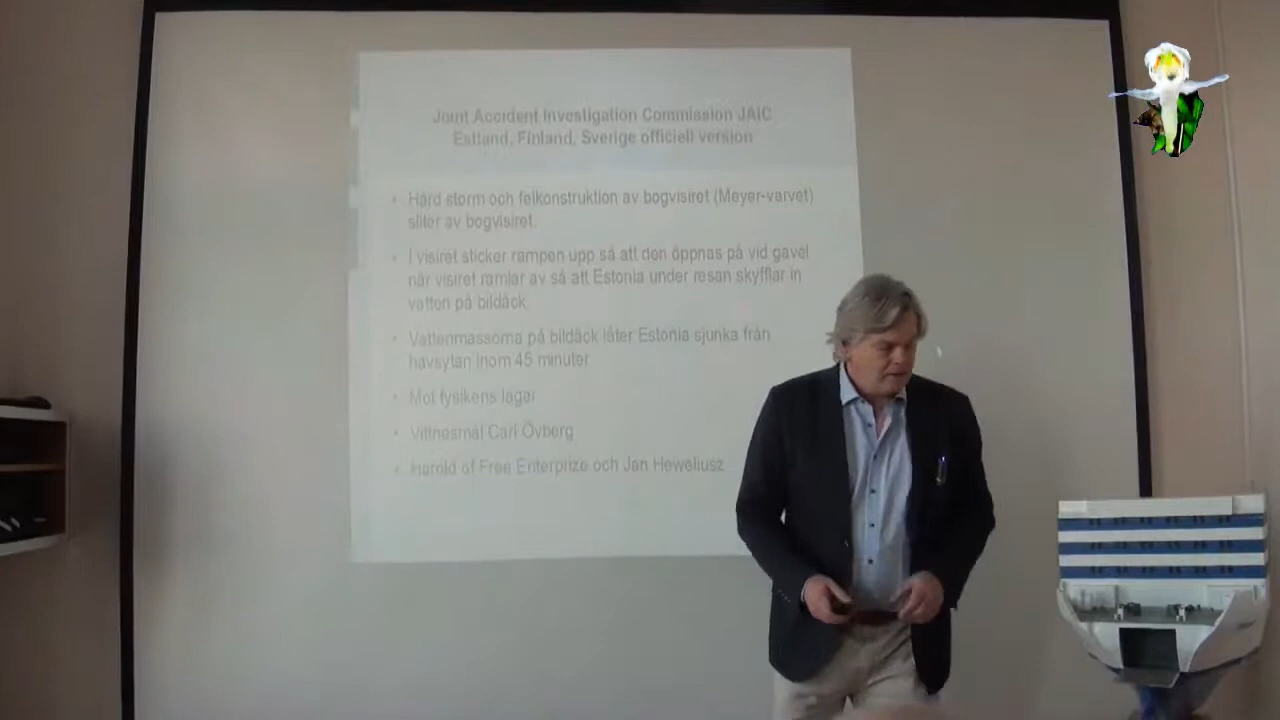 Joint Accident Investigation Commission JAIC
Estland, Finland, Sverige officiell version
• Hård storm och felkonstruktion av bogvisiret (Meyer-varvet)
sliter av bogvisiret.
• I visiret sticker rampen upp så att den öppnas på vid gavel
när visiret ramlar av så att Estonia under resan skyfflar in
vatten på bildäck
• Vattenmassorna på bildäck låter Estonia sjunka från
havsytan inom 45 minuter
• Mot fysikens lagar
• Vittnesmål Carl Övberg
• Herold of Free Enterprize och Jan Heweliusz